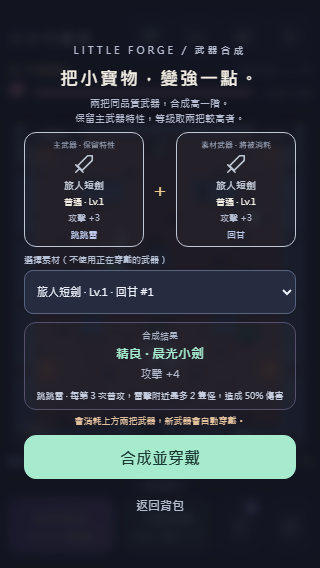 LITTLE FORGE / 武器合成
把小寶物，變強一點。
兩把同品質武器，合成高一階。
保留主武器特性，等級取兩把較高者。
主武器 · 保留特性
旅人短劍
普通 · Lv.1
攻擊 +3
跳跳雷
+
素材武器 · 將被消耗
旅人短劍
普通 · Lv.1
攻擊 +3
回甘
選擇素材（不使用正在穿戴的武器）
旅人短劍 · Lv.1 · 回甘 #1
合成結果
精良 · 晨光小劍
攻擊 +4
跳跳雷 · 每第 3 次普攻，雷擊附近最多 2 隻怪，造成 50% 傷害
會消耗上方兩把武器，新武器會自動穿戴。
合成並穿戴
返回背包